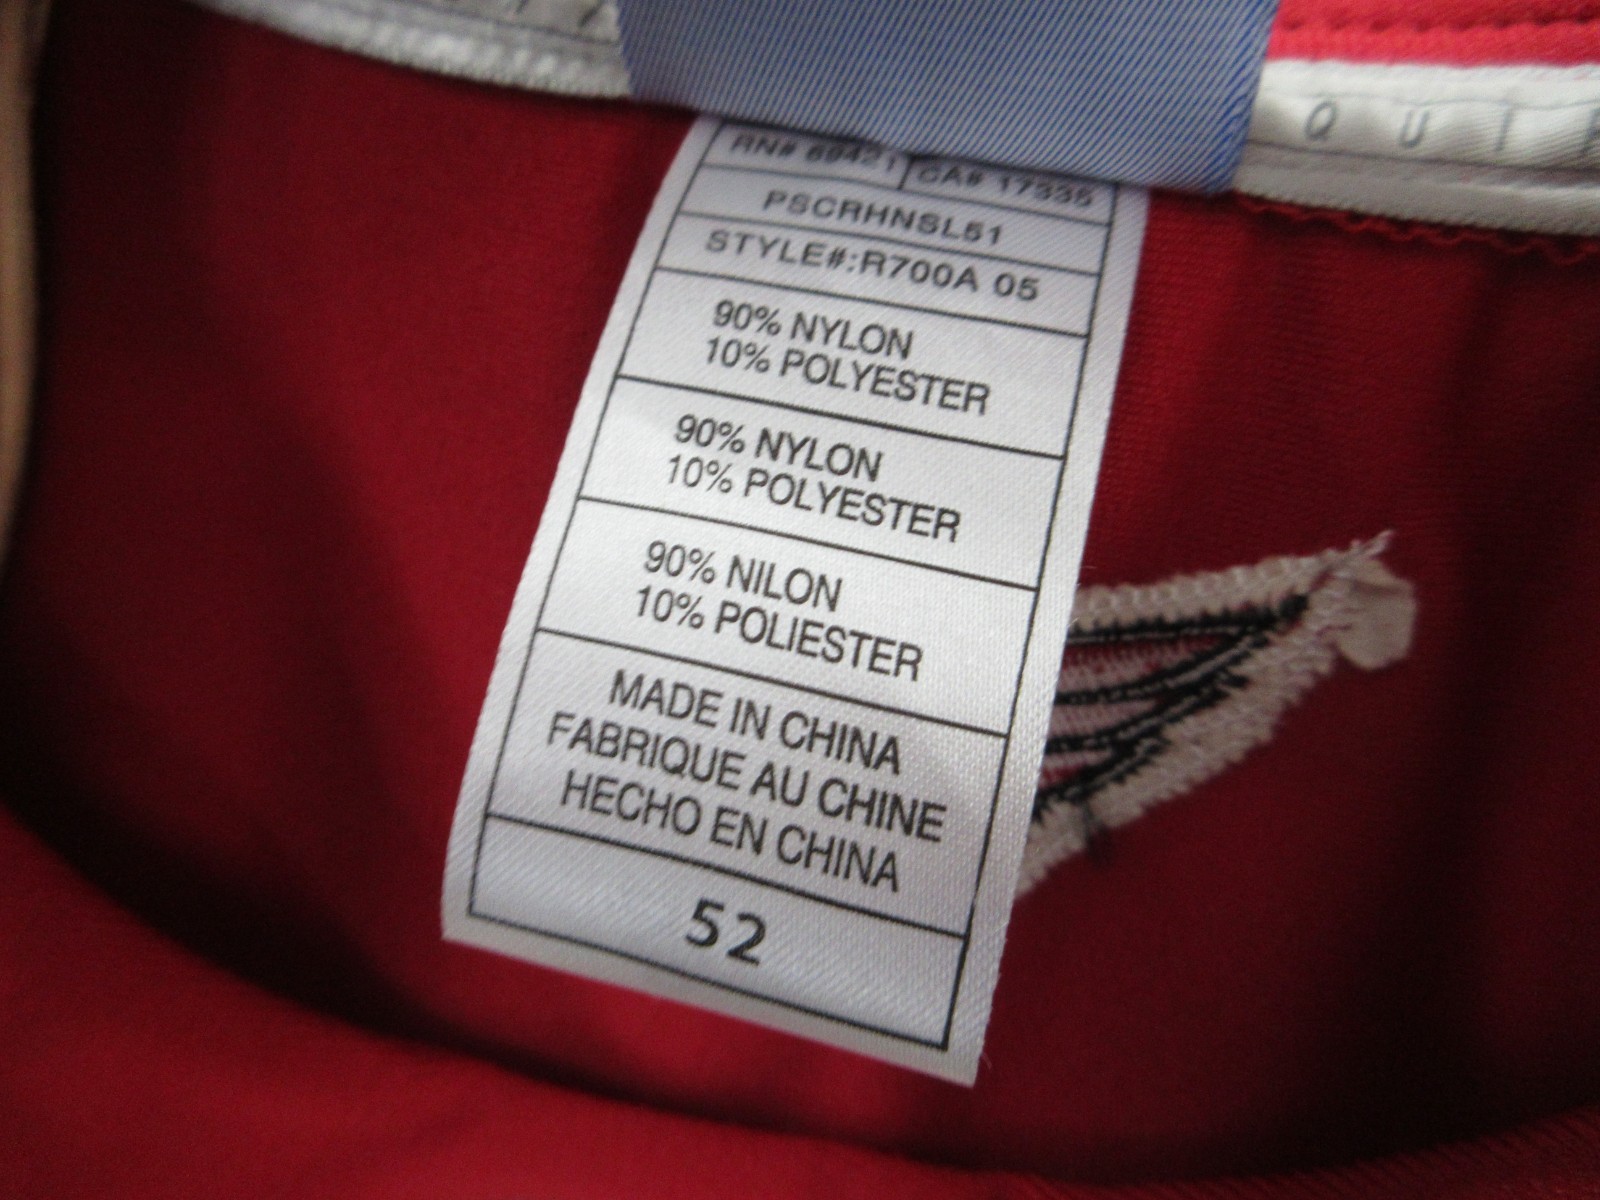 Q U I
RN# 69421 CA# 17335
PSCRHNSL51
STYLE#:R700A 05
90% NYLON
10% POLYESTER
90% NYLON
10% POLYESTER
90% NILON
10% POLIESTER
MADE IN CHINA
FABRIQUE AU CHINE
HECHO EN CHINA
52